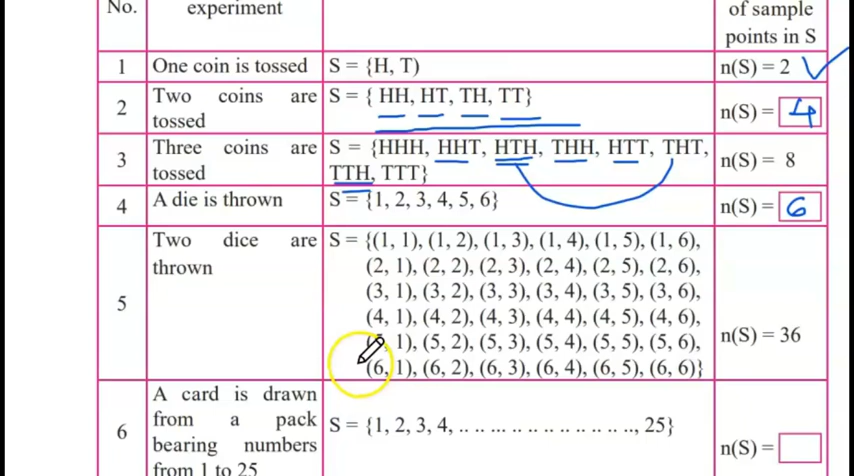 No.
experiment
of sample
points in S
1 One coin is tossed S = {H, T) n(S) = 2
2 Two coins are tossed S = { HH, HT, TH, TT} n(S) = 4
3 Three coins are tossed S = {HHH, HHT, HTH, THH, HTT, THT,
TTH, TTT} n(S) = 8
4 A die is thrown S = {1, 2, 3, 4, 5, 6} n(S) = 6
5 Two dice are thrown S = {(1, 1), (1, 2), (1, 3), (1, 4), (1, 5), (1, 6),
(2, 1), (2, 2), (2, 3), (2, 4), (2, 5), (2, 6),
(3, 1), (3, 2), (3, 3), (3, 4), (3, 5), (3, 6),
(4, 1), (4, 2), (4, 3), (4, 4), (4, 5), (4, 6),
1), (5, 2), (5, 3), (5, 4), (5, 5), (5, 6),
(6, 1), (6, 2), (6, 3), (6, 4), (6, 5), (6, 6)} n(S) = 36
6 A card is drawn
from a pack
bearing numbers
from 1 to 25 S = {1, 2, 3, 4, .. .. ... .. .. .. .. .. .. .. .., 25} n(S) =